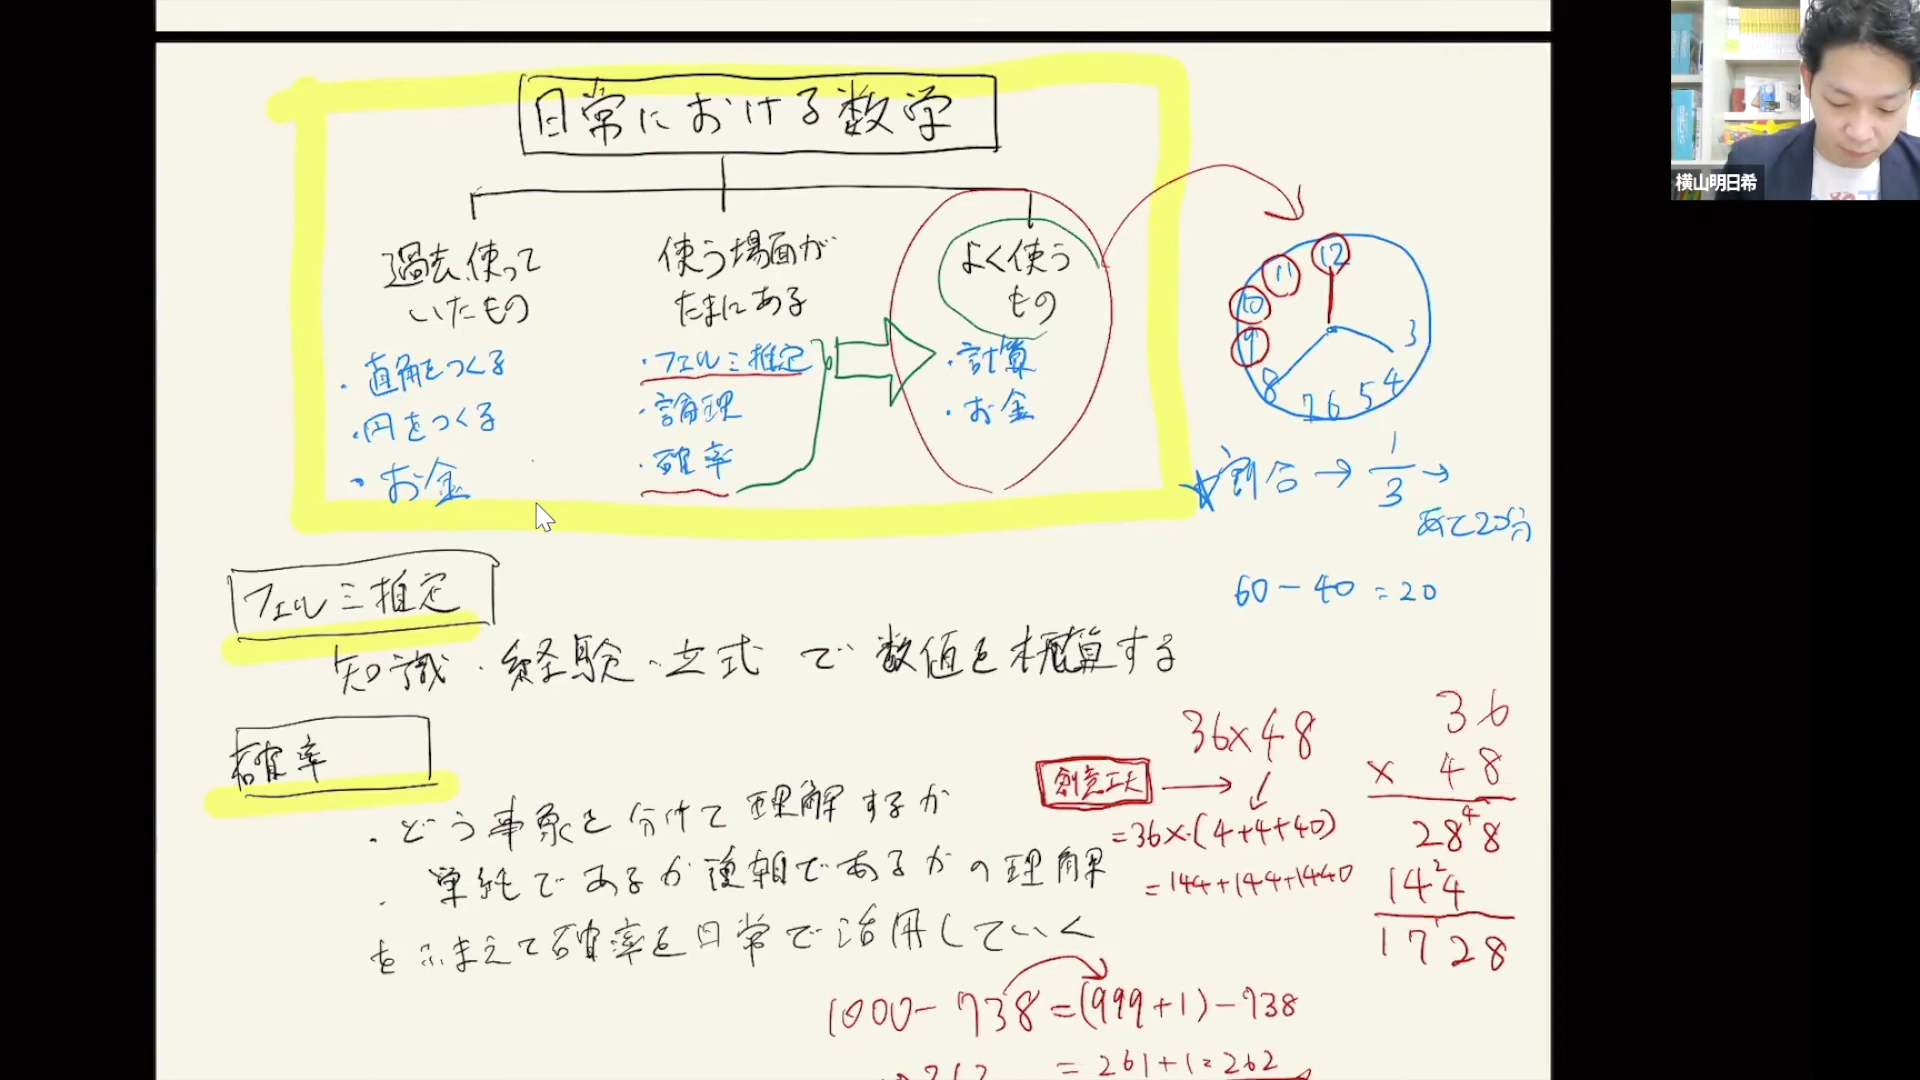 日常における数学
過去使って
いたもの
・直角をつくる
・円をつくる
・お金
使う場面が
たまにある
・フェルミ推定
・論理
・確率
よく使う
もの
・計算
・お金
12
11
10
9
8
7 6 5 4
3
☆割合 → 1/3 →
あと20分
60 - 40 = 20
フェルミ推定
知識・経験・立式 で 数値を概算する
確率
・どう事象を分けて理解するか
・単純であるか複雑であるかの理解
をふまえて確率を日常で活用していく
36×48
創意工夫 →
=36×(4+4+40)
=144+144+1440
36
× 48
28⁴8
14²4
17¹28
1000-738=(999+1)-738
= 261+1=262
横山明日希